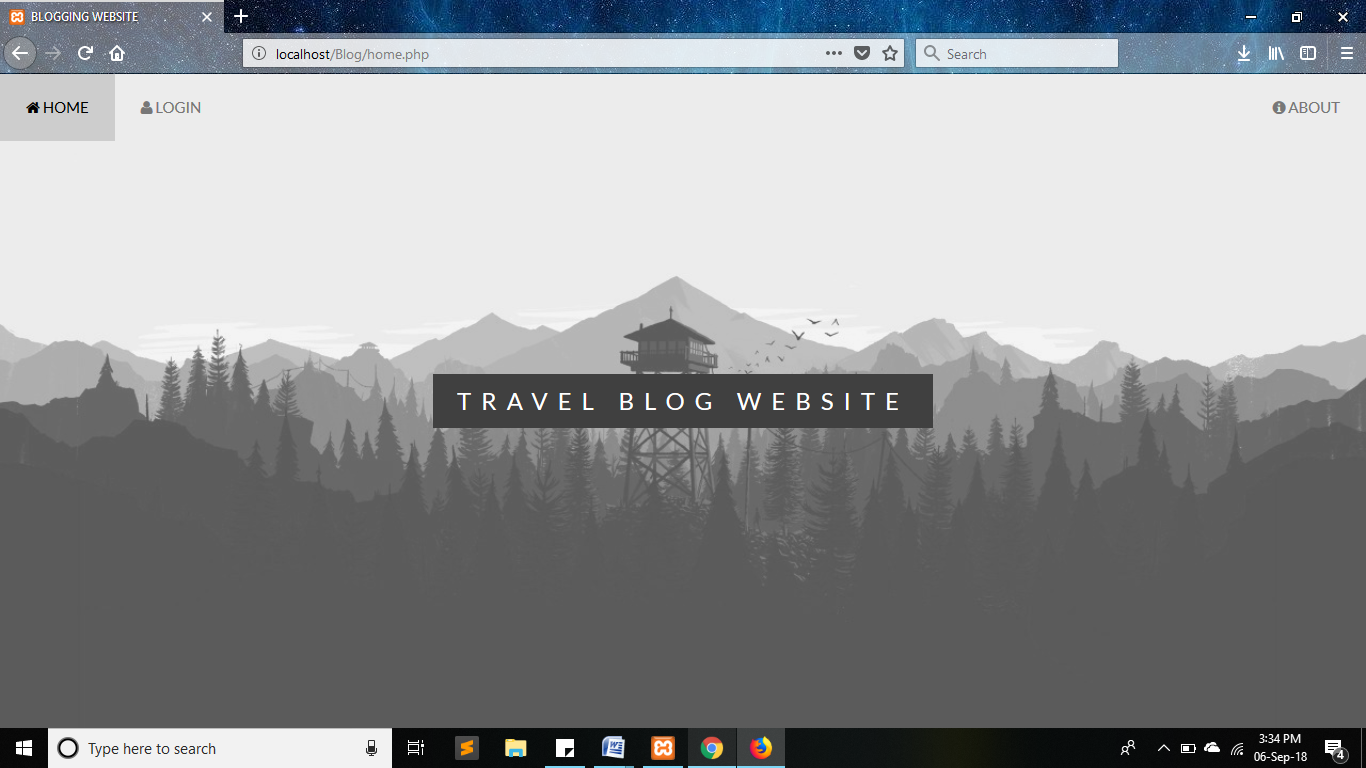 BLOGGING WEBSITE
localhost/Blog/home.php
Search
HOME
LOGIN
ABOUT
TRAVEL BLOG WEBSITE
Type here to search
3:34 PM
06-Sep-18
4